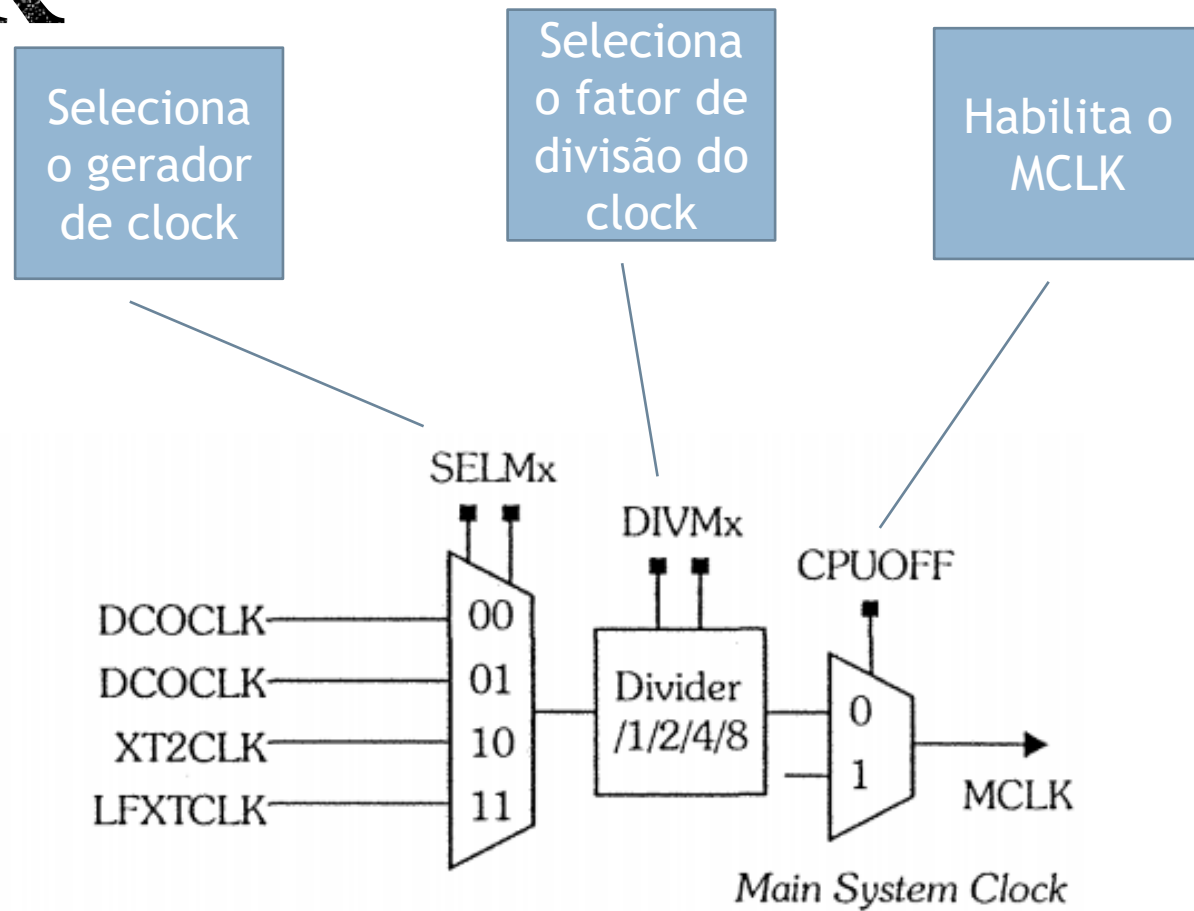 Seleciona
o gerador
de clock
Seleciona
o fator de
divisão do
clock
Habilita o
MCLK
SELMx
DIVMx
CPUOFF
DCOCLK
DCOCLK
XT2CLK
LFXTCLK
00
01
10
11
Divider
/1/2/4/8
0
1
MCLK
Main System Clock